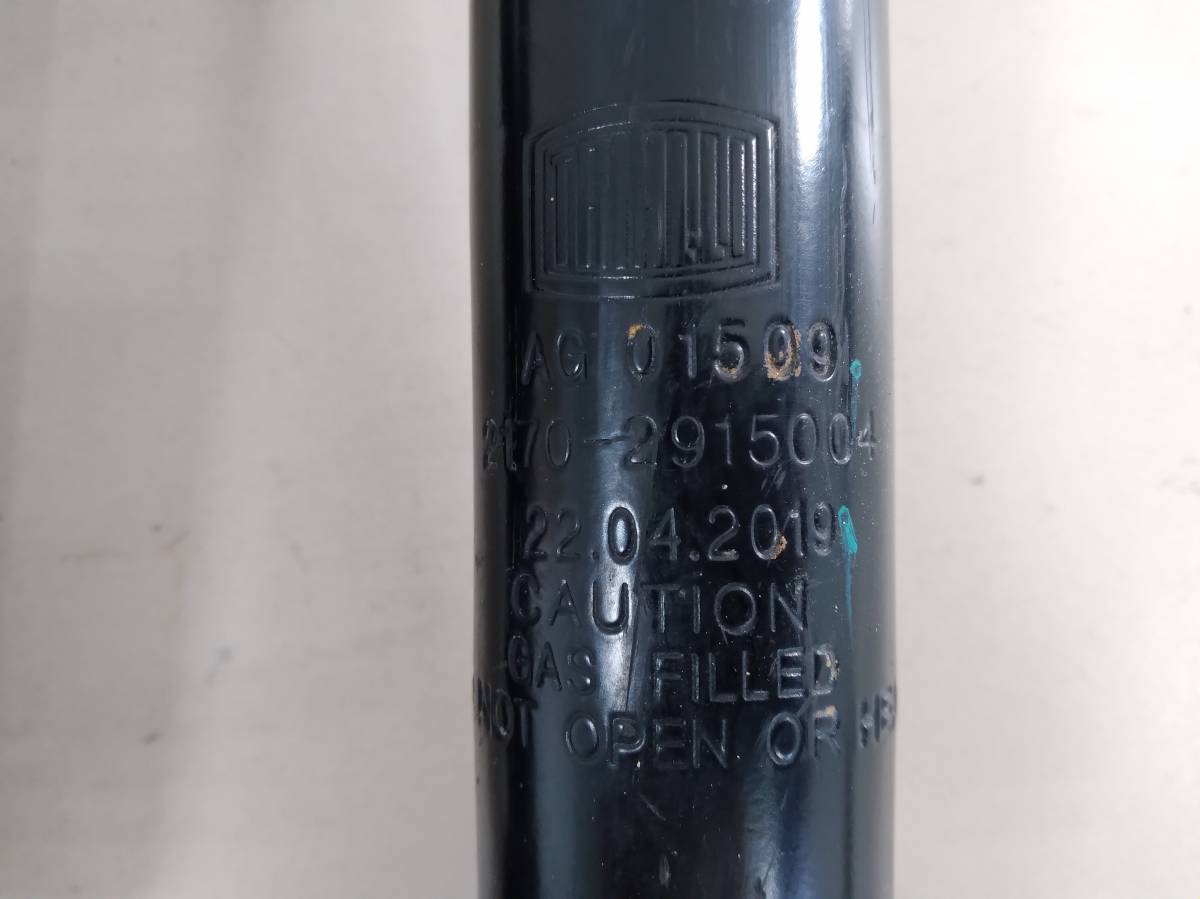 AG 01509
2170-2915004
22.04.2019
CAUTION
GAS FILLED
NOT OPEN OR